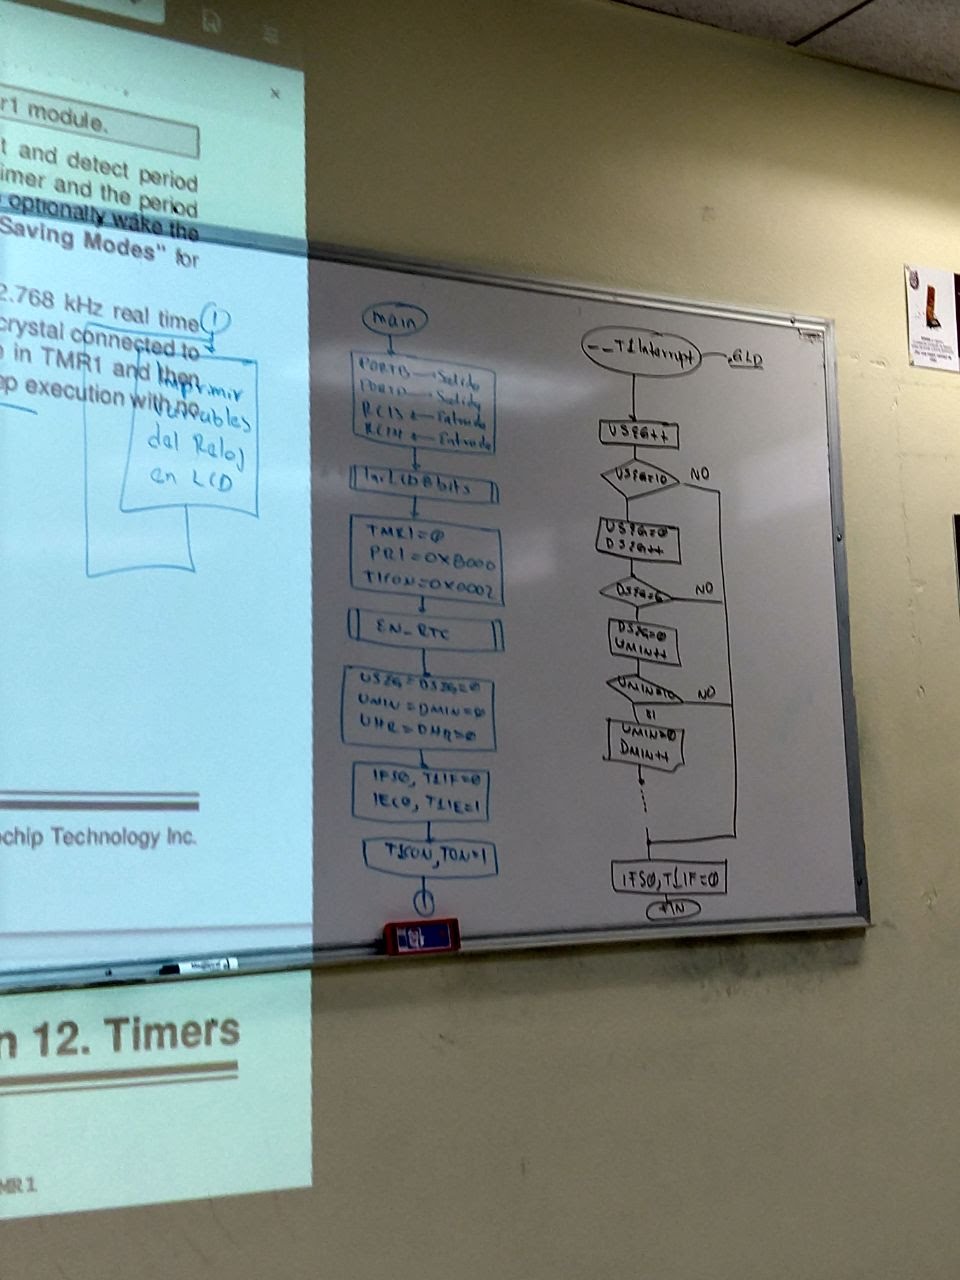 r1 module.
t and detect period
imer and the period
optionally wake the
Saving Modes" for
2.768 kHz real time
crystal connected to
in TMR1 and then
ep execution with no
chip Technology Inc.
n 12. Timers
MR1
1
Imprimir
Variables
del Reloj
en LCD
main
PORTB ← Salida
PORTD ← Salida
RC13 ← Entrada
RC14 ← Entrada
IniLCD8bits
TMR1=0
PR1=0X8000
T1CON=0X0002
EN_RTC
USEG=DSEG=0
UMIN=DMIN=0
UHR=DHR=0
IFS0, T1IF=0
IEC0, T1IE=1
T1CON,TON=1
1
__T1Interrupt
USEG++
USEG=10
NO
USEG=0
DSEG++
DSEG=6
NO
DSEG=0
UMIN++
UMIN=10
NO
SI
UMIN=0
DMIN++
IFS0,T1IF=0
FIN